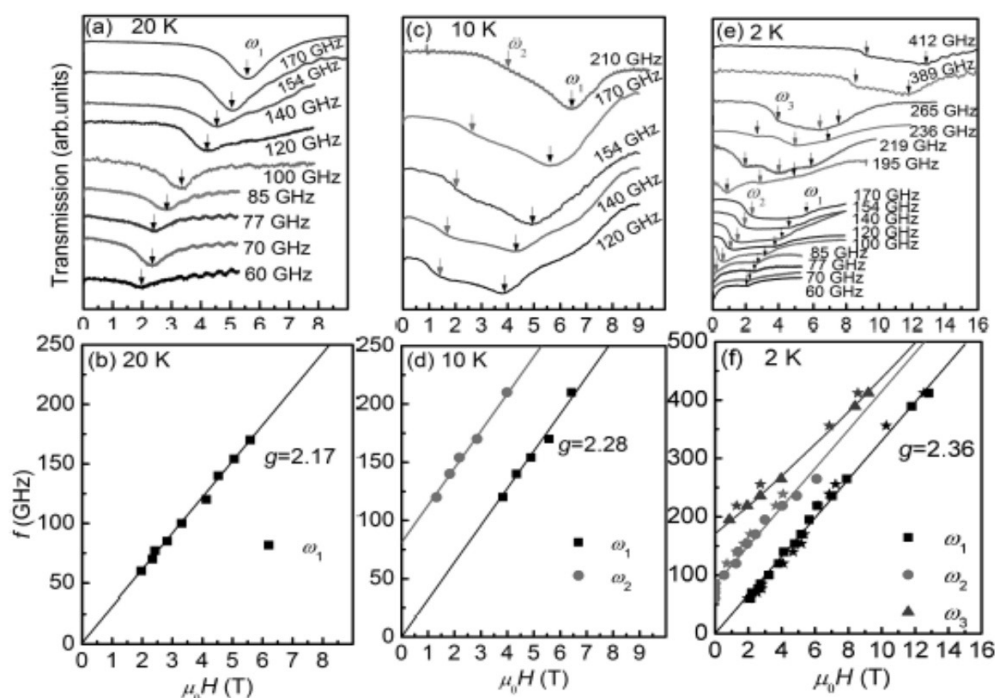 (a) 20 K
ω1
170 GHz
154 GHz
140 GHz
120 GHz
100 GHz
85 GHz
77 GHz
70 GHz
60 GHz
Transmission (arb.units)
0 1 2 3 4 5 6 7 8
(c) 10 K
ω2
ω1
210 GHz
170 GHz
154 GHz
140 GHz
120 GHz
0 1 2 3 4 5 6 7 8 9
(e) 2 K
412 GHz
389 GHz
ω3
265 GHz
236 GHz
219 GHz
195 GHz
ω2
ω1
170 GHz
154 GHz
140 GHz
120 GHz
100 GHz
85 GHz
77 GHz
70 GHz
60 GHz
0 2 4 6 8 10 12 14 16
(b) 20 K
250
200
150
100
50
0
f (GHz)
g=2.17
ω1
0 1 2 3 4 5 6 7 8
μ0H (T)
(d) 10 K
250
200
150
100
50
0
g=2.28
ω1
ω2
0 1 2 3 4 5 6 7 8 9
μ0H (T)
(f) 2 K
500
400
300
200
100
0
g=2.36
ω1
ω2
ω3
0 2 4 6 8 10 12 14 16
μ0H (T)